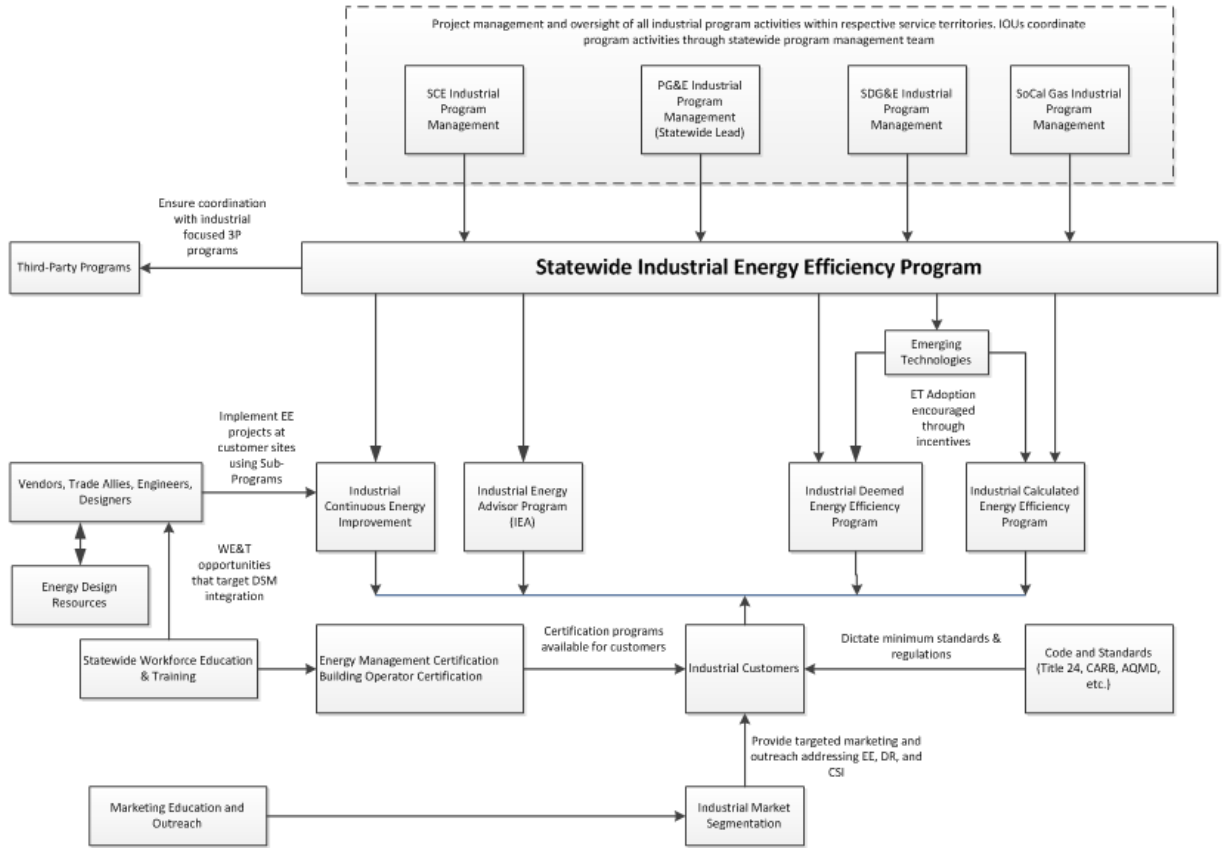 Project management and oversight of all industrial program activities within respective service territories. IOUs coordinate
program activities through statewide program management team
SCE Industrial
Program
Management
PG&E Industrial
Program
Management
(Statewide Lead)
SDG&E Industrial
Program
Management
SoCal Gas Industrial
Program
Management
Ensure coordination
with industrial
focused 3P
programs
Third-Party Programs
Statewide Industrial Energy Efficiency Program
Emerging
Technologies
ET Adoption
encouraged
through
incentives
Implement EE
projects at
customer sites
using Sub-
Programs
Vendors, Trade Allies, Engineers,
Designers
Industrial
Continuous Energy
Improvement
Industrial Energy
Advisor Program
(IEA)
Industrial Deemed
Energy Efficiency
Program
Industrial Calculated
Energy Efficiency
Program
WE&T
opportunities
that target DSM
integration
Energy Design
Resources
Statewide Workforce Education
& Training
Energy Management Certification
Building Operator Certification
Certification programs
available for customers
Industrial Customers
Dictate minimum standards &
regulations
Code and Standards
(Title 24, CARB, AQMD,
etc.)
Provide targeted marketing and
outreach addressing EE, DR, and
CSI
Marketing Education and
Outreach
Industrial Market
Segmentation